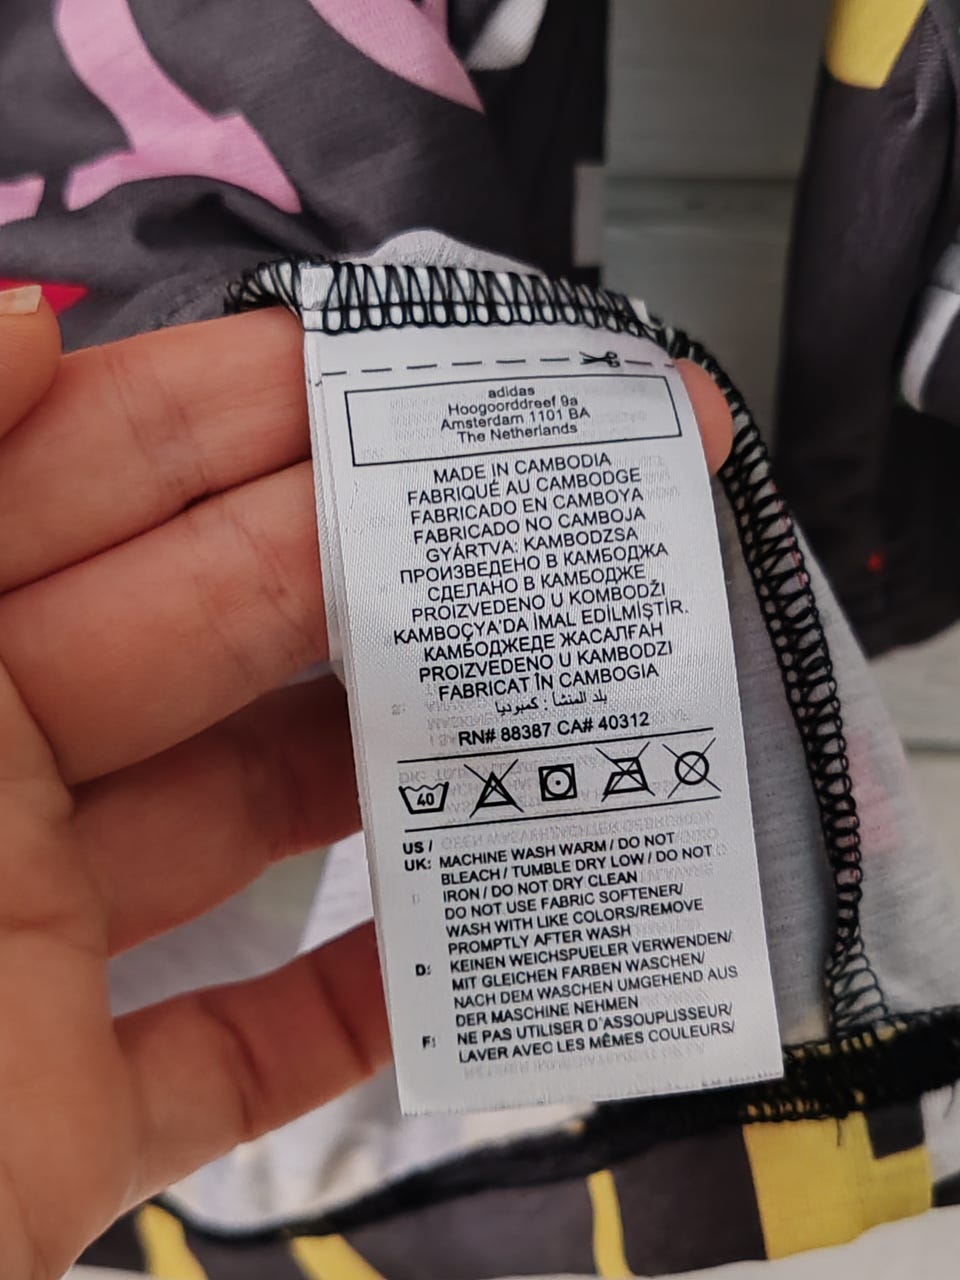 adidas
Hoogoorddreef 9a
Amsterdam 1101 BA
The Netherlands
MADE IN CAMBODIA
FABRIQUÉ AU CAMBODGE
FABRICADO EN CAMBOYA
FABRICADO NO CAMBOJA
GYÁRTVA: KAMBODZSA
ПРОИЗВЕДЕНО В КАМБОДЖА
СДЕЛАНО В КАМБОДЖЕ
PROIZVEDENO U KOMBODŽI
KAMBOÇYA'DA İMAL EDİLMİŞTİR.
КАМБОДЖЕДЕ ЖАСАЛҒАН
PROIZVEDENO U KAMBODZI
FABRICAT ÎN CAMBOGIA
بلد المنشأ : كمبوديا
RN# 88387 CA# 40312
40
US /
UK: MACHINE WASH WARM / DO NOT
BLEACH / TUMBLE DRY LOW / DO NOT
IRON / DO NOT DRY CLEAN
DO NOT USE FABRIC SOFTENER/
WASH WITH LIKE COLORS/REMOVE
PROMPTLY AFTER WASH
D: KEINEN WEICHSPUELER VERWENDEN/
MIT GLEICHEN FARBEN WASCHEN/
NACH DEM WASCHEN UMGEHEND AUS
DER MASCHINE NEHMEN
F: NE PAS UTILISER D'ASSOUPLISSEUR/
LAVER AVEC LES MÊMES COULEURS/